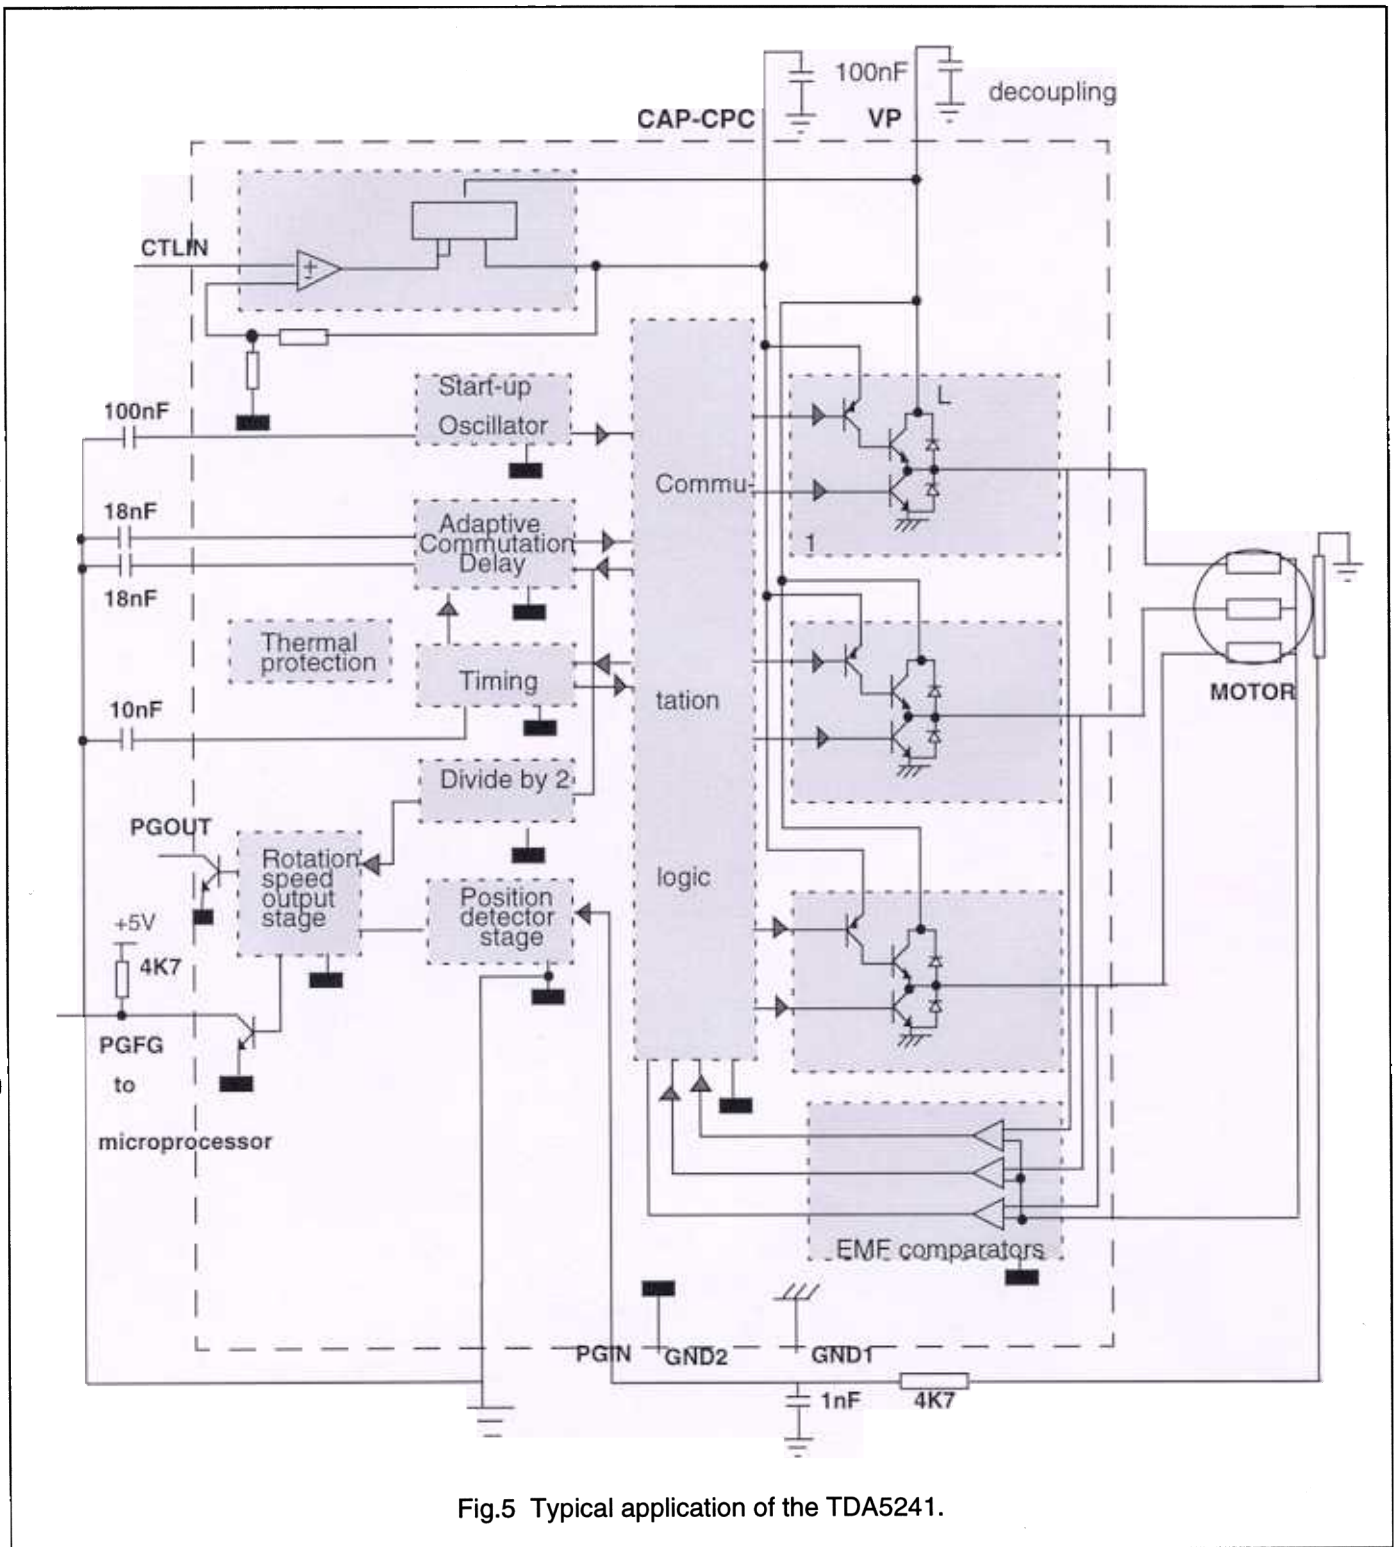 100nF
decoupling
CAP-CPC
VP
CTLIN
+
-
L
Start-up
Oscillator
100nF
Commu-
18nF
Adaptive
Commutation
Delay
1
18nF
Thermal
protection
Timing
tation
MOTOR
10nF
Divide by 2
PGOUT
Rotation
speed
output
stage
logic
Position
detector
stage
+5V
4K7
PGFG
to
microprocessor
EMF comparators
PGIN
GND2
GND1
1nF
4K7
Fig.5 Typical application of the TDA5241.